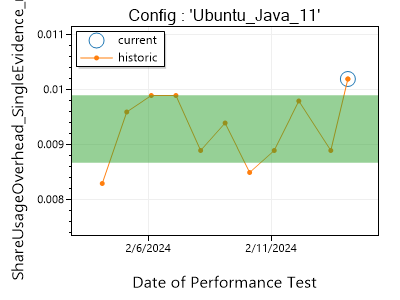 Config : 'Ubuntu_Java_11'
ShareUsageOverhead_SingleEvidence_
0.011
0.01
0.009
0.008
current
historic
2/6/2024
2/11/2024
Date of Performance Test